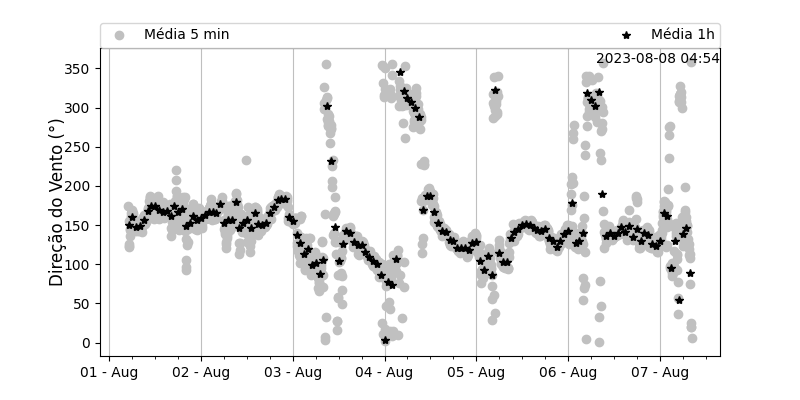 Média 5 min
Média 1h
2023-08-08 04:54
Direção do Vento (°)
350
300
250
200
150
100
50
0
01 - Aug
02 - Aug
03 - Aug
04 - Aug
05 - Aug
06 - Aug
07 - Aug